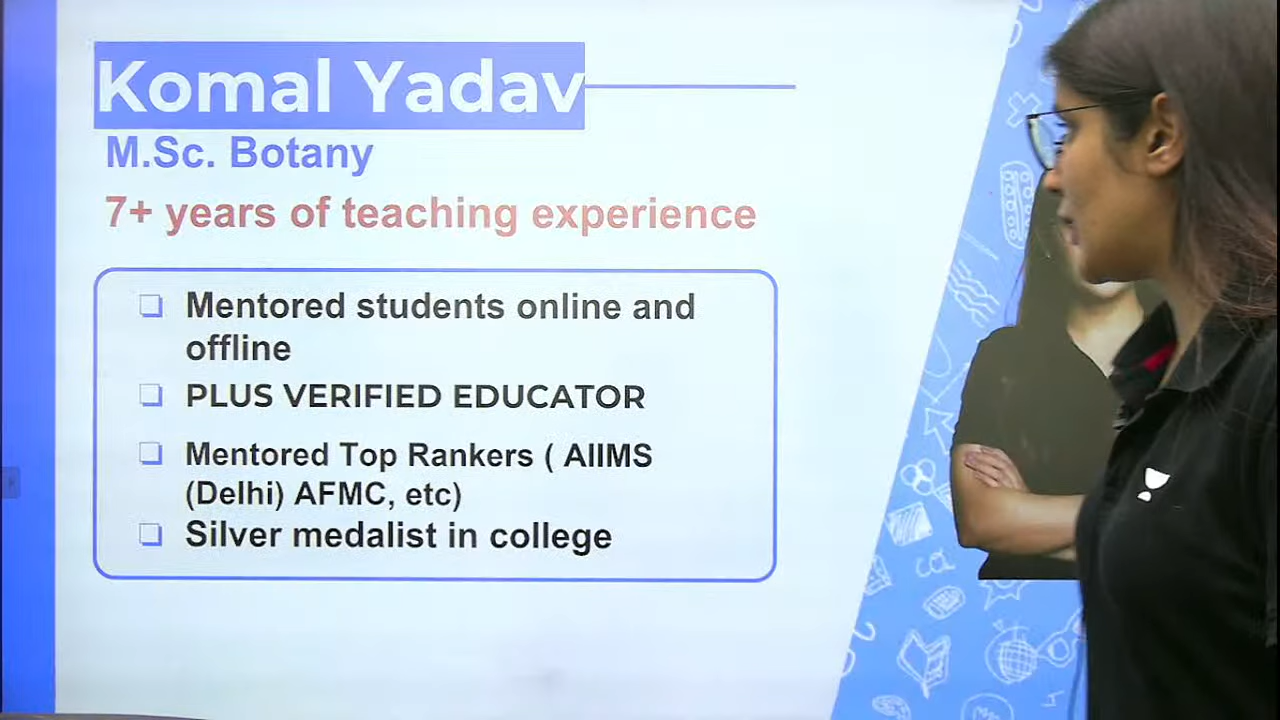 Komal Yadav
M.Sc. Botany
7+ years of teaching experience
❏ Mentored students online and
offline
❏ PLUS VERIFIED EDUCATOR
❏ Mentored Top Rankers ( AIIMS
(Delhi) AFMC, etc)
❏ Silver medalist in college